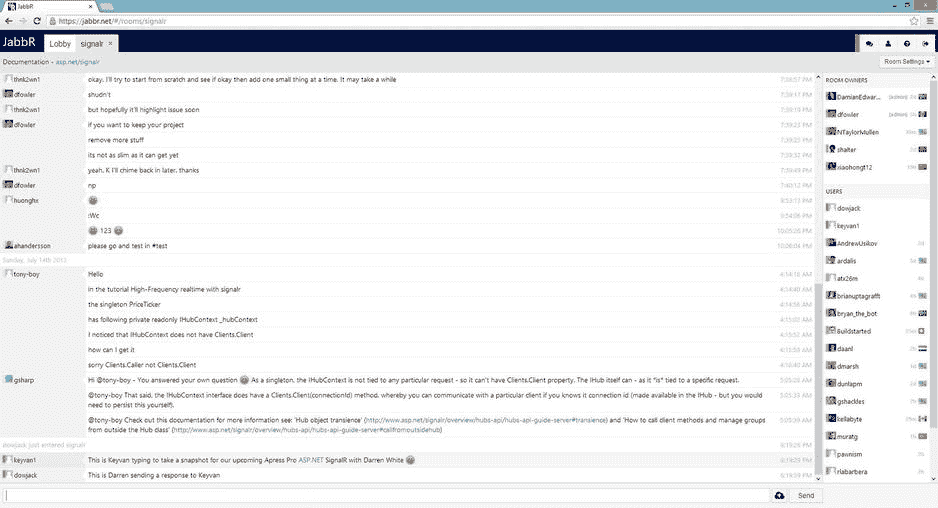 JabbR
https://jabbr.net/#/rooms/signalr
JabbR Lobby signalr ×
Documentation - asp.net/signalr Room Settings
thnk2wn1 okay. I'll try to start from scratch and see if okay then add one small thing at a time. It may take a while 7:38:57 PM
dfowler shudn't 7:39:17 PM
thnk2wn1 but hopefully it'll highlight issue soon 7:39:19 PM
dfowler if you want to keep your project 7:39:23 PM
remove more stuff 7:39:25 PM
its not as slim as it can get yet 7:39:32 PM
thnk2wn1 yeah. K I'll chime back in later. thanks 7:39:49 PM
dfowler np 7:40:12 PM
huonghx 9:53:13 PM
:Wc 9:54:06 PM
123 10:05:26 PM
ahandersson please go and test in #test 10:06:04 PM
Sunday, July 14th 2013
tony-boy Hello 4:14:16 AM
in the tutorial High-Frequency realtime with signalr 4:14:40 AM
the singleton PriceTicker 4:14:56 AM
has following private readonly IHubContext _hubContext 4:15:02 AM
I noticed that IHubContext does not have Clients.Client 4:15:52 AM
how can I get it 4:15:59 AM
sorry Clients.Caller not Clients.Client 4:16:40 AM
gsharp Hi @tony-boy - You answered your own question As a singleton, the IHubContext is not tied to any particular request - so it can't have Clients.Client property. The IHub itself can - as it *is* tied to a specific request. 5:05:28 AM
@tony-boy That said, the IHubContext interface does have a Clients.Client(connectionId) method, whereby you can communicate with a particular client if you knows it connection id (made available in the IHub - but you would 5:05:33 AM
need to persist this yourself).
@tony-boy Check out this documentation for more information see: 'Hub object transience' (http://www.asp.net/signalr/overview/hubs-api/hubs-api-guide-server#transience) and 'How to call client methods and manage groups 5:05:39 AM
from outside the Hub class' (http://www.asp.net/signalr/overview/hubs-api/hubs-api-guide-server#callfromoutsidehub)
dowjack just entered signalr 6:19:26 PM
keyvan1 This is Keyvan typing to take a snapshot for our upcoming Apress Pro ASP.NET SignalR with Darren White 6:19:29 PM
dowjack This is Darren sending a response to Keyvan 6:19:29 PM
Send
ROOM OWNERS
DamianEdwar... (admin)
dfowler (admin)
NTaylorMullen
shalter
xiaohongt12
USERS
dowjack
keyvan1
AndrewUsikov
ardalis
atx26m
brianuptagrafft
bryan_the_bot
Buildstarted
daanl
dmarsh
dunlapm
gshackles
kellabyte
muratg
pawnism
rlabarbera